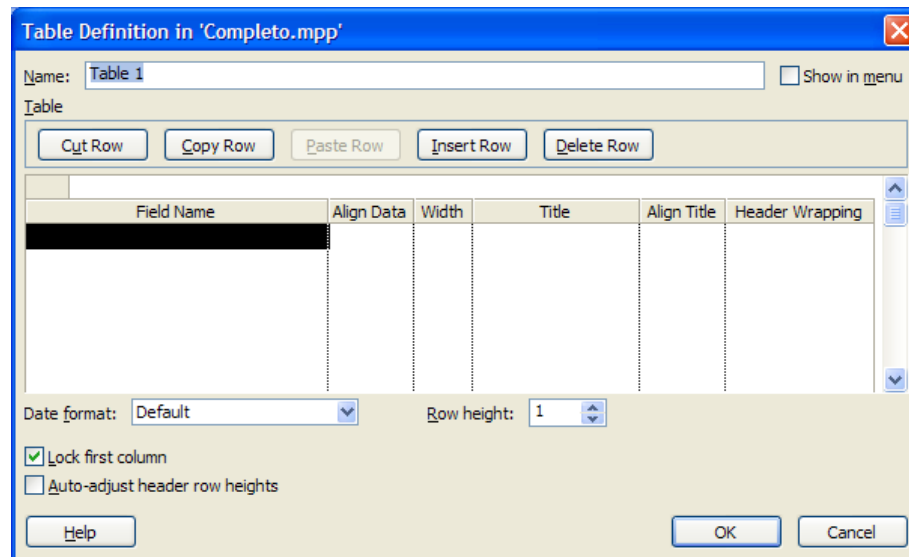 Table Definition in 'Completo.mpp'
Name: Table 1 Show in menu
Table
Cut Row Copy Row Paste Row Insert Row Delete Row
Field Name Align Data Width Title Align Title Header Wrapping
Date format: Default Row height: 1
Lock first column
Auto-adjust header row heights
Help OK Cancel